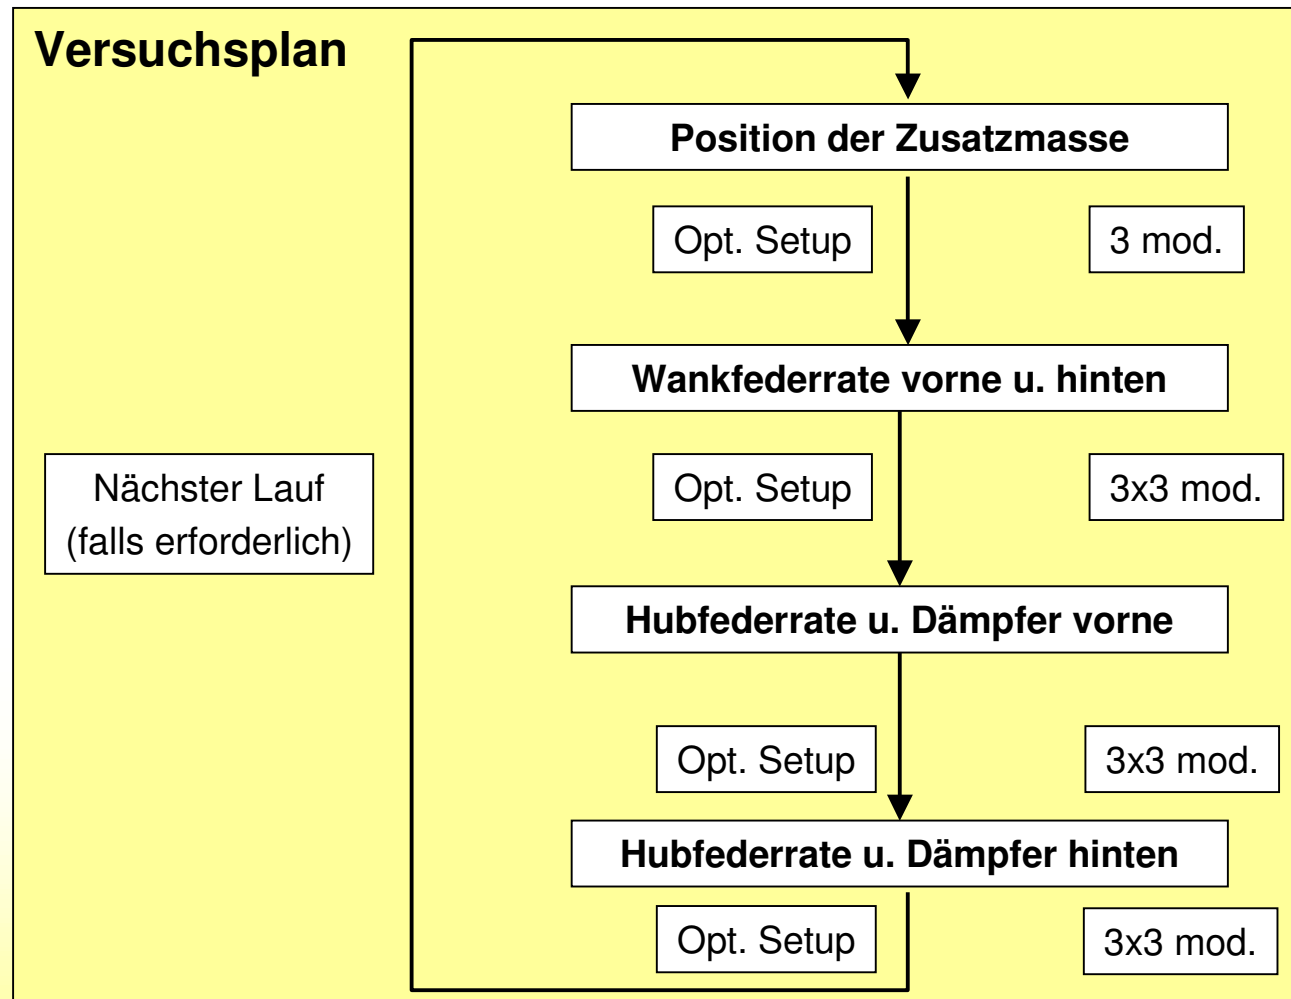 Versuchsplan
Position der Zusatzmasse
Opt. Setup
3 mod.
Wankfederrate vorne u. hinten
Opt. Setup
3x3 mod.
Nächster Lauf
(falls erforderlich)
Hubfederrate u. Dämpfer vorne
Opt. Setup
3x3 mod.
Hubfederrate u. Dämpfer hinten
Opt. Setup
3x3 mod.